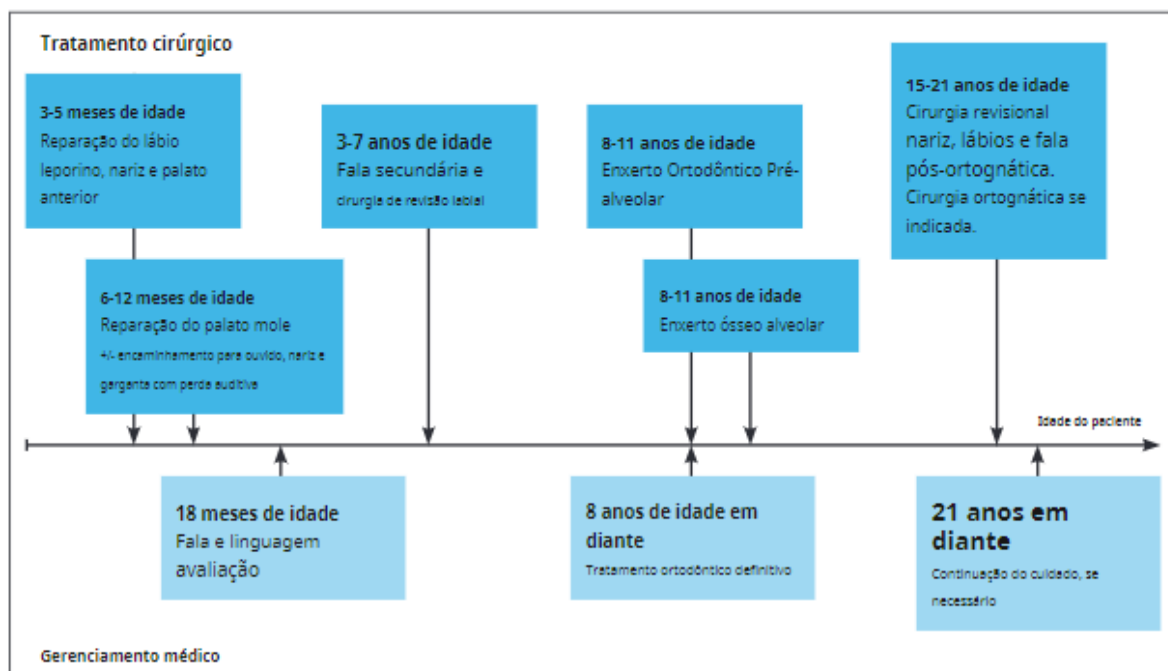 Tratamento cirúrgico
3-5 meses de idade
Reparação do lábio
leporino, nariz e palato
anterior
6-12 meses de idade
Reparação do palato mole
+/- encaminhamento para ouvido, nariz e
garganta com perda auditiva
3-7 anos de idade
Fala secundária e
cirurgia de revisão labial
8-11 anos de idade
Enxerto Ortodôntico Pré-
alveolar
8-11 anos de idade
Enxerto ósseo alveolar
15-21 anos de idade
Cirurgia revisional
nariz, lábios e fala
pós-ortognática.
Cirurgia ortognática se
indicada.
Idade do paciente
18 meses de idade
Fala e linguagem
avaliação
8 anos de idade em
diante
Tratamento ortodôntico definitivo
21 anos em
diante
Continuação do cuidado, se
necessário
Gerenciamento médico